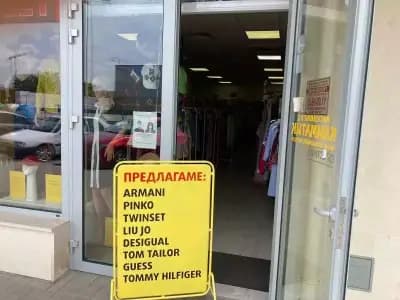 ПРЕДЛАГАМЕ:
ARMANI
PINKO
TWINSET
LIU JO
DESIGUAL
TOM TAILOR
GUESS
TOMMY HILFIGER